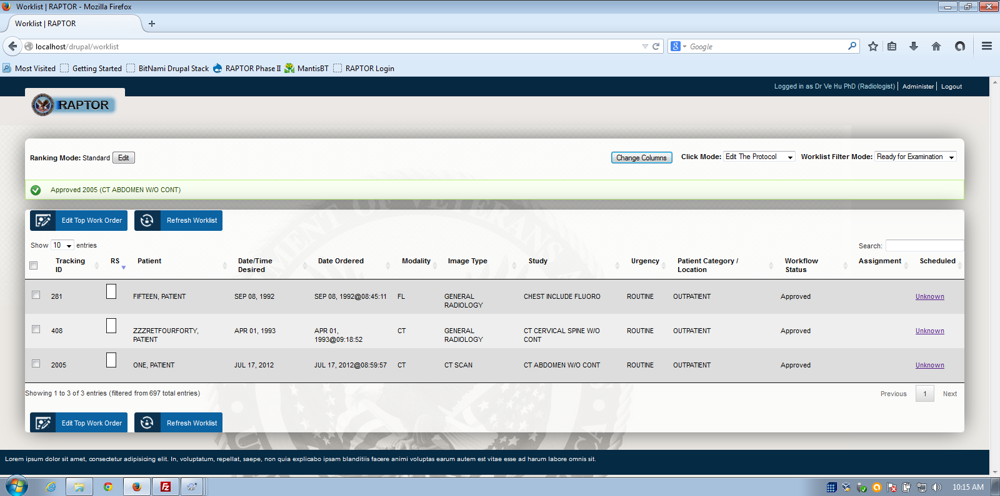 Worklist | RAPTOR - Mozilla Firefox
Worklist | RAPTOR
localhost/drupal/worklist
Google
Most Visited Getting Started BitNami Drupal Stack RAPTOR Phase II MantisBT RAPTOR Login
Logged in as Dr Ve Hu PhD (Radiologist) Administer Logout
RAPTOR
Ranking Mode: Standard Edit Change Columns Click Mode: Edit The Protocol Worklist Filter Mode: Ready for Examination
Approved 2005 (CT ABDOMEN W/O CONT)
Edit Top Work Order Refresh Worklist
Show 10 entries Search:
Tracking RS Patient Date/Time Date Ordered Modality Image Type Study Urgency Patient Category / Workflow Assignment Scheduled
ID Desired Location Status
281 FIFTEEN, PATIENT SEP 08, 1992 SEP 08, 1992@08:45:11 FL GENERAL CHEST INCLUDE FLUORO ROUTINE OUTPATIENT Approved Unknown
RADIOLOGY
408 ZZZRETFOURFORTY, APR 01, 1993 APR 01, CT GENERAL CT CERVICAL SPINE W/O ROUTINE OUTPATIENT Approved Unknown
PATIENT 1993@09:18:52 RADIOLOGY CONT
2005 ONE, PATIENT JUL 17, 2012 JUL 17, 2012@08:59:57 CT CT SCAN CT ABDOMEN W/O CONT ROUTINE OUTPATIENT Approved Unknown
Showing 1 to 3 of 3 entries (filtered from 697 total entries) Previous 1 Next
Edit Top Work Order Refresh Worklist
Lorem ipsum dolor sit amet, consectetur adipisicing elit. In, voluptatum, repellat, saepe, non quia explicabo ipsam blanditiis facere animi voluptas earum autem est vitae esse ad harum labore omnis sit.
10:15 AM